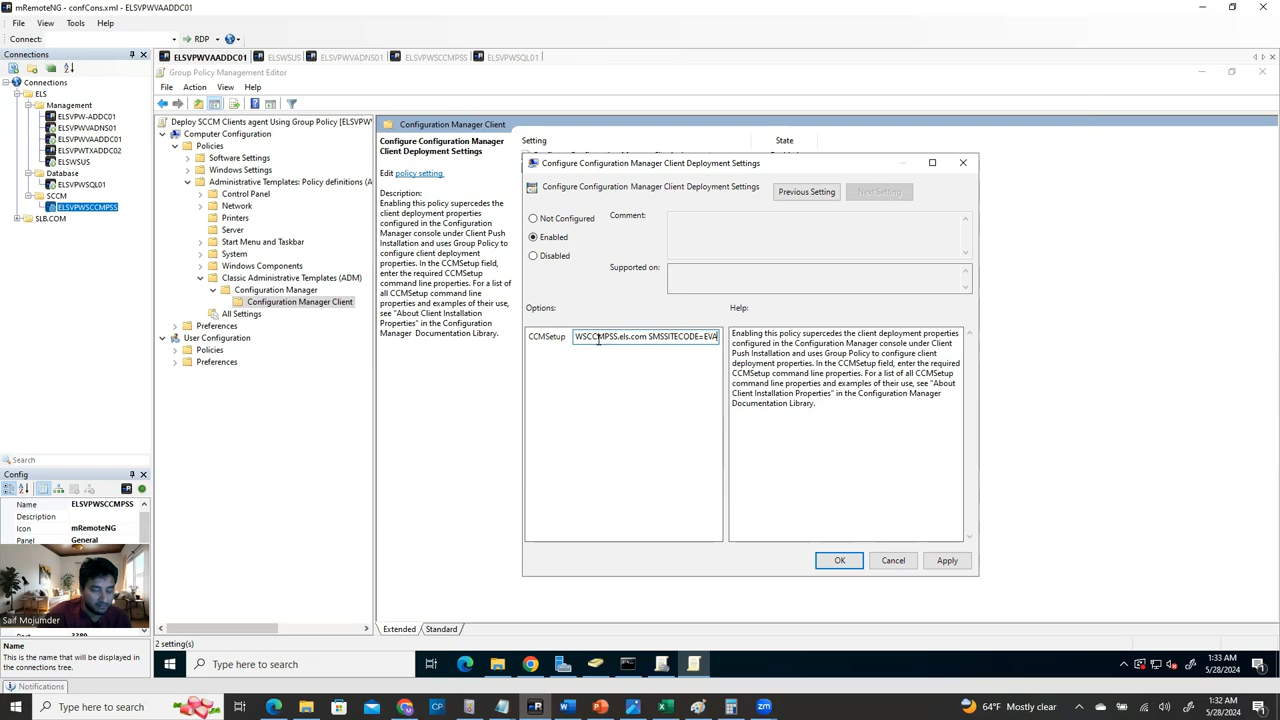 mRemoteNG - confCons.xml - ELSVPWVAADDC01
File View Tools Help
Connect: RDP
Connections
Connections
ELS
Management
ELSVPW-ADDC01
ELSVPWVADNS01
ELSVPWVAADDC01
ELSVPWTXADDC02
ELSWSUS
Database
ELSVPWSQL01
SCCM
ELSVPWSCCMPSS
SLB.COM
Search
Config
Name ELSVPWSCCMPSS
Description
Icon mRemoteNG
Panel General
Saif Mojumder
Name
This is the name that will be displayed in the connections tree.
Notifications
ELSVPWVAADDC01 ELSWSUS ELSVPWVADNS01 ELSVPWSCCMPSS ELSVPWSQL01
Group Policy Management Editor
File Action View Help
Deploy SCCM Clients agent Using Group Policy [ELSVPW
Computer Configuration
Policies
Software Settings
Windows Settings
Administrative Templates: Policy definitions (A
Control Panel
Network
Printers
Server
Start Menu and Taskbar
System
Windows Components
Classic Administrative Templates (ADM)
Configuration Manager
Configuration Manager Client
All Settings
Preferences
User Configuration
Policies
Preferences
Configuration Manager Client
Configure Configuration Manager
Client Deployment Settings
Edit policy setting
Description:
Enabling this policy supercedes the
client deployment properties
configured in the Configuration
Manager console under Client Push
Installation and uses Group Policy to
configure client deployment
properties. In the CCMSetup field,
enter the required CCMSetup
command line properties. For a list of
all CCMSetup command line
properties and examples of their use,
see "About Client Installation
Properties" in the Configuration
Manager Documentation Library.
Setting State
Configure Configuration Manager Client Deployment Settings
Configure Configuration Manager Client Deployment Settings
Previous Setting Next Setting
Not Configured
Enabled
Disabled
Comment:
Supported on:
Options: Help:
CCMSetup WSCCMPSS.els.com SMSSITECODE=EVA
Enabling this policy supercedes the client deployment properties
configured in the Configuration Manager console under Client
Push Installation and uses Group Policy to configure client
deployment properties. In the CCMSetup field, enter the required
CCMSetup command line properties. For a list of all CCMSetup
command line properties and examples of their use, see "About
Client Installation Properties" in the Configuration Manager
Documentation Library.
OK Cancel Apply
Extended Standard
2 setting(s)
Type here to search
1:33 AM
5/28/2024
Type here to search
64°F Mostly clear
1:32 AM
5/28/2024